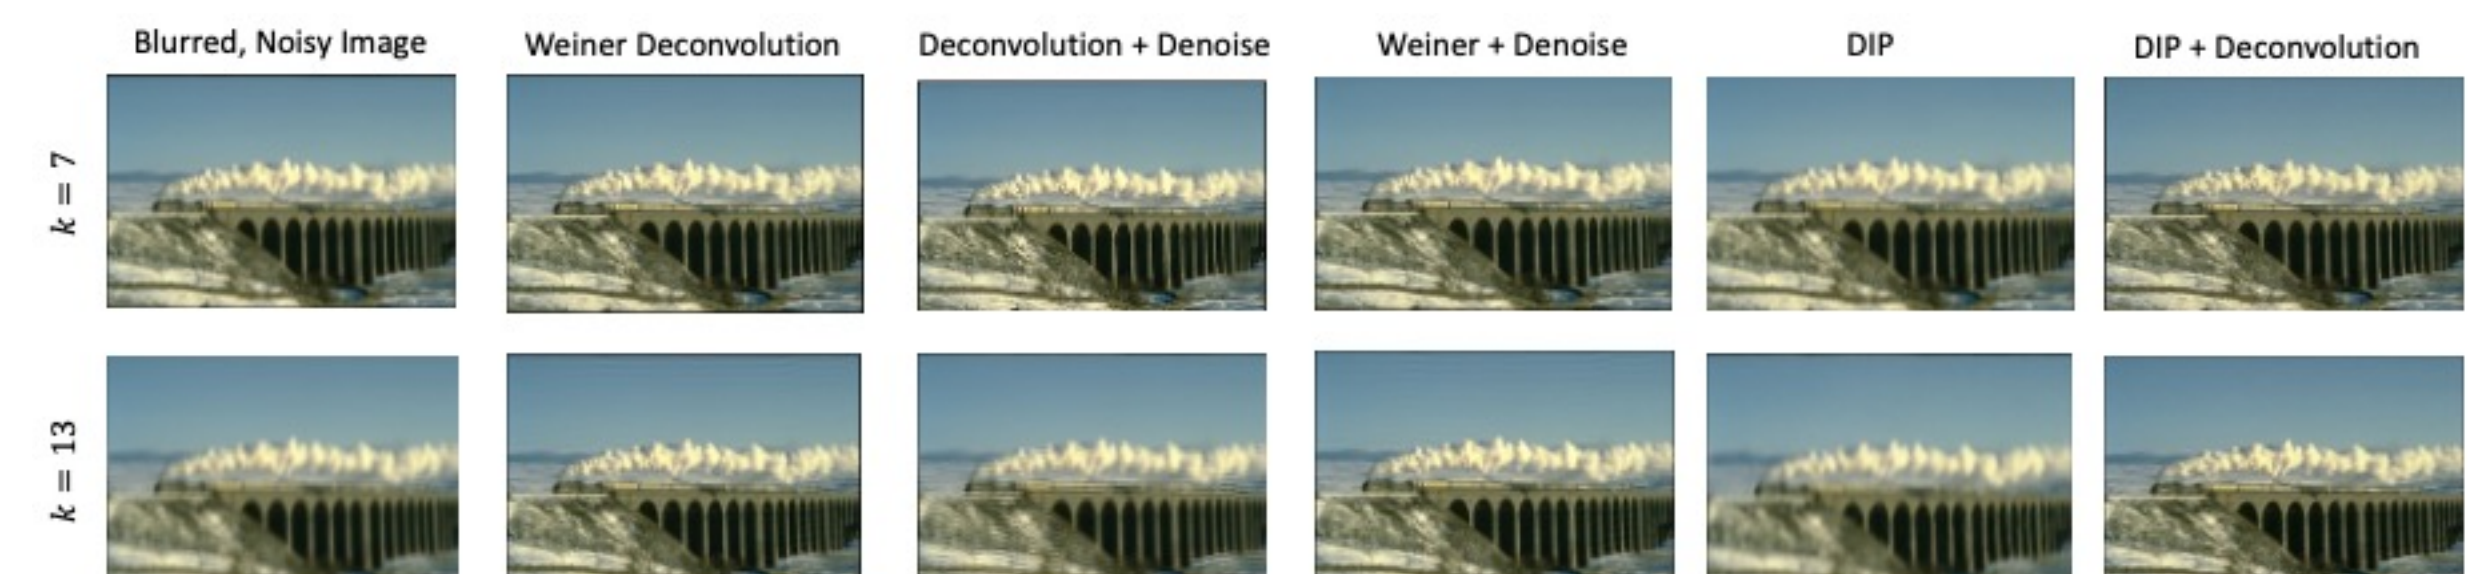 Blurred, Noisy Image
Weiner Deconvolution
Deconvolution + Denoise
Weiner + Denoise
DIP
DIP + Deconvolution
k = 7
k = 13